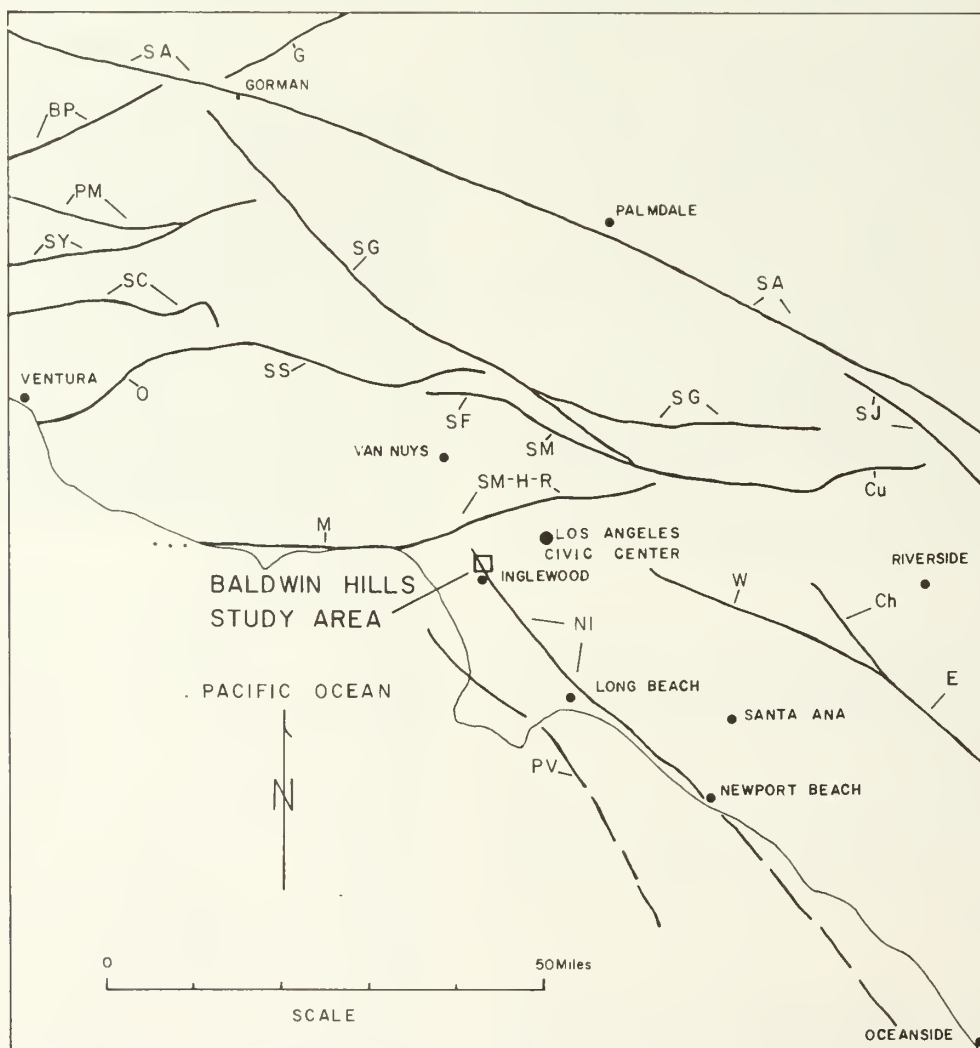 SA
G
GORMAN
BP
PM
PALMDALE
SY
SG
SC
SA
VENTURA
O
SS
SG
SJ
SF
SM
VAN NUYS
SM-H-R
Cu
M
LOS ANGELES
CIVIC CENTER
BALDWIN HILLS
STUDY AREA
INGLEWOOD
W
RIVERSIDE
Ch
NI
PACIFIC OCEAN
LONG BEACH
E
SANTA ANA
PV
N
NEWPORT BEACH
0
50 Miles
SCALE
OCEANSIDE